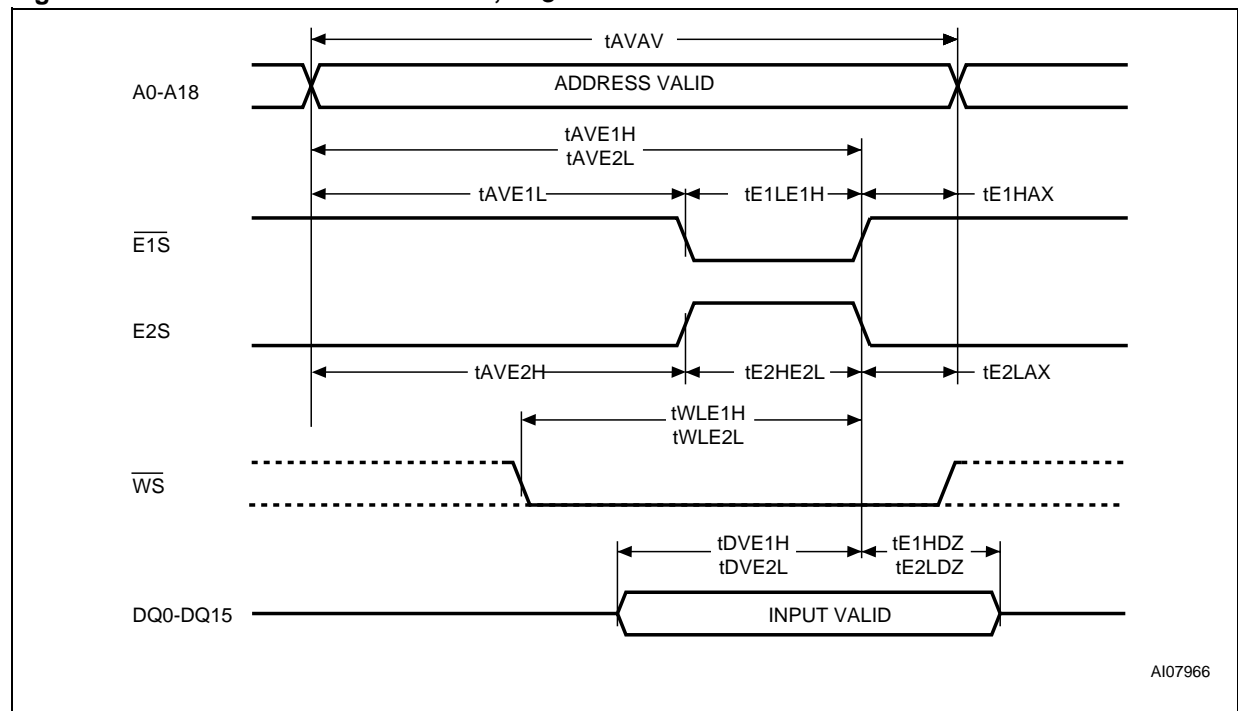 tAVAV
A0-A18
ADDRESS VALID
tAVE1H
tAVE2L
tAVE1L
tE1LE1H
tE1HAX
E1S
E2S
tAVE2H
tE2HE2L
tE2LAX
tWLE1H
tWLE2L
WS
tDVE1H
tDVE2L
tE1HDZ
tE2LDZ
DQ0-DQ15
INPUT VALID
AI07966